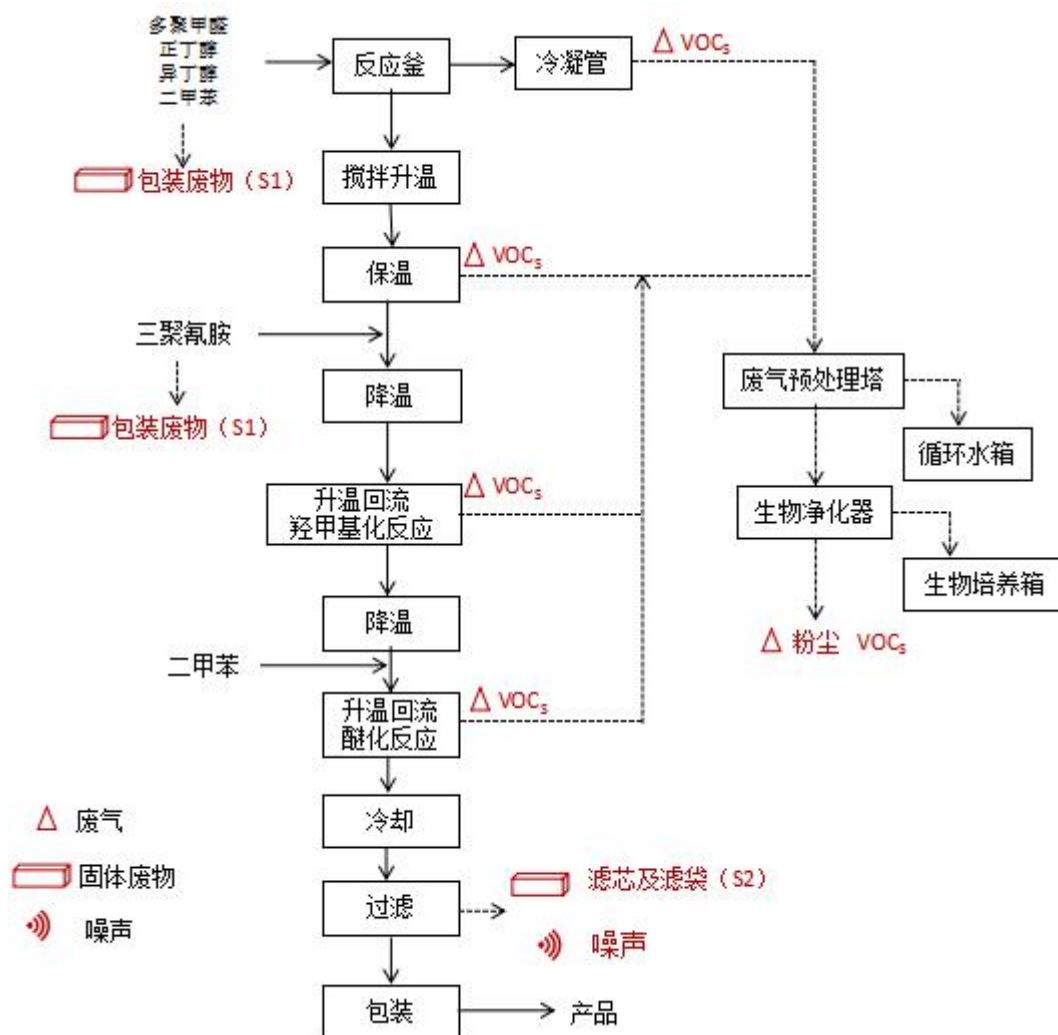 多聚甲醛
正丁醇
异丁醇
二甲苯
反应釜
冷凝管
VOCs
包装废物（S1）
搅拌升温
保温
VOCs
三聚氰胺
包装废物（S1）
降温
废气预处理塔
循环水箱
升温回流
羟甲基化反应
VOCs
生物净化器
生物培养箱
降温
粉尘 VOCs
二甲苯
升温回流
醚化反应
VOCs
冷却
废气
固体废物
噪声
过滤
滤芯及滤袋（S2）
噪声
包装
产品